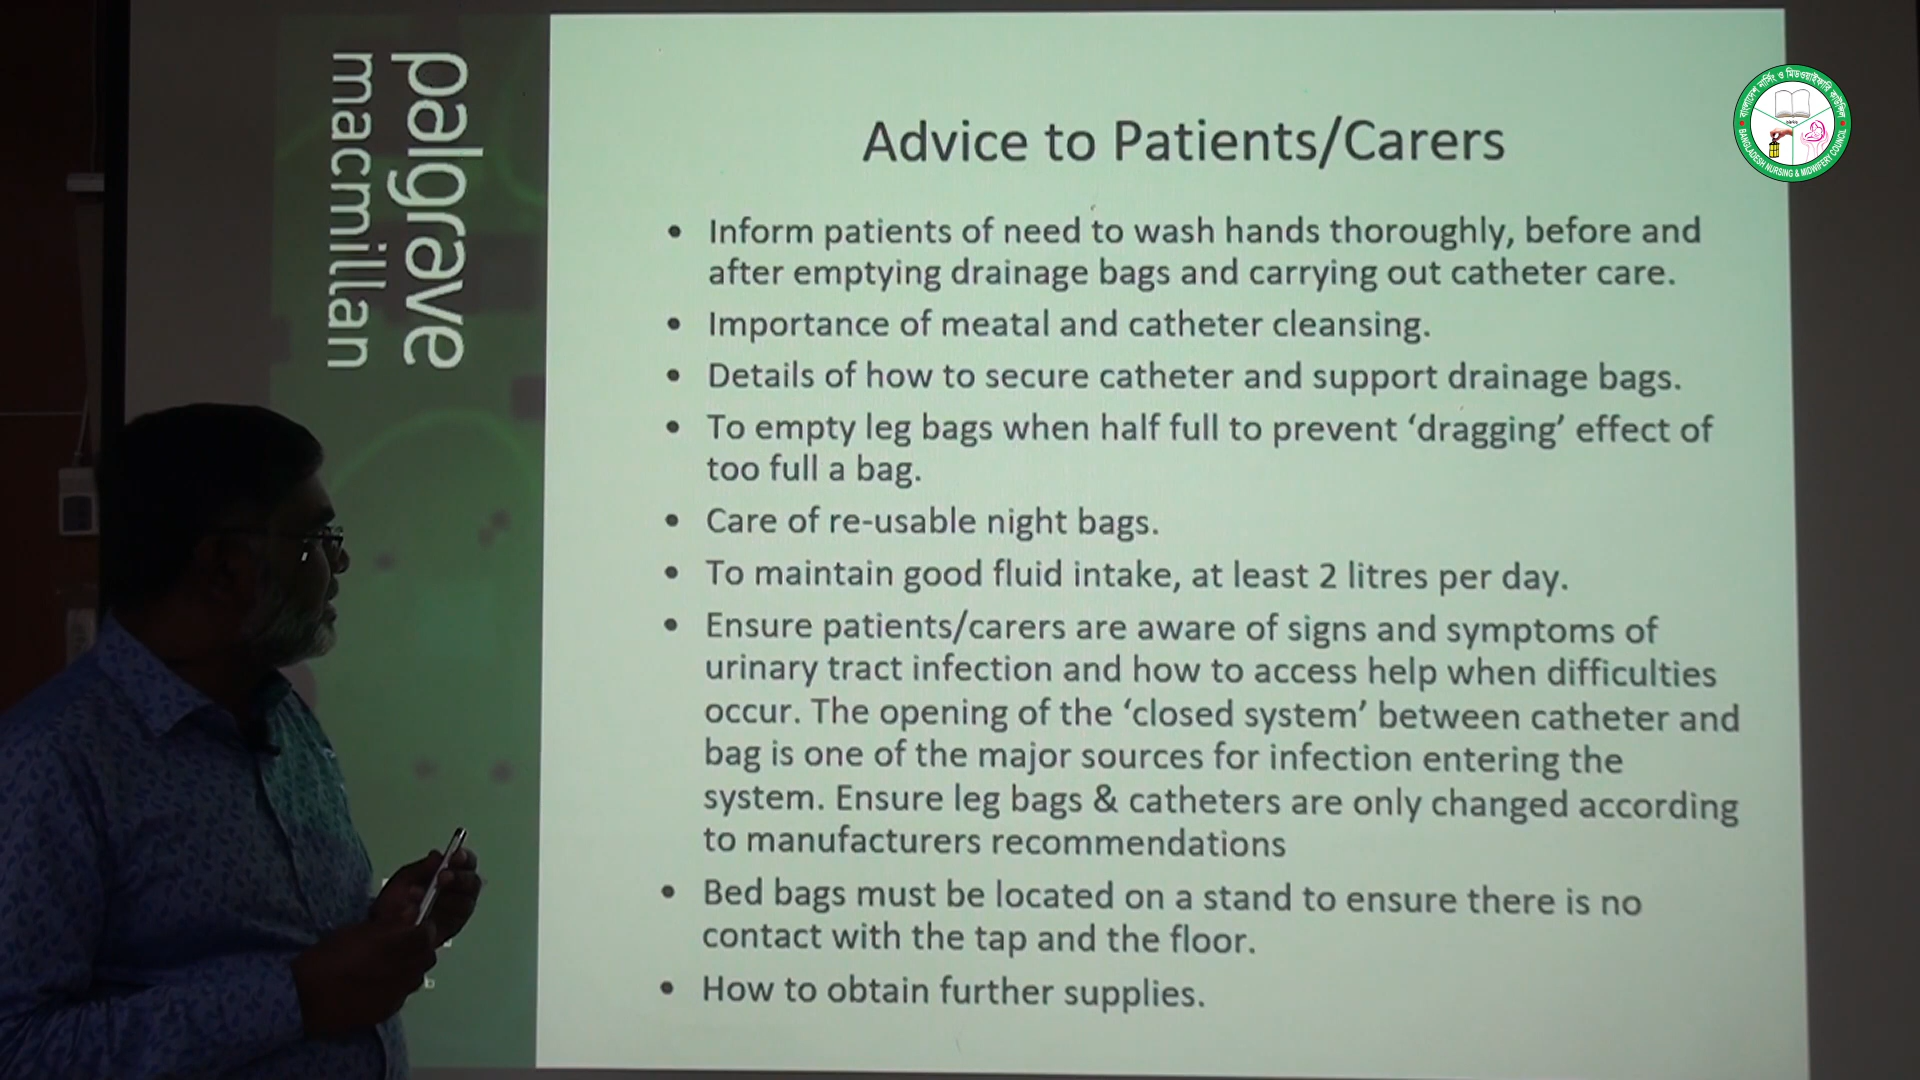 palgrave
macmillan
Advice to Patients/Carers
• Inform patients of need to wash hands thoroughly, before and
after emptying drainage bags and carrying out catheter care.
• Importance of meatal and catheter cleansing.
• Details of how to secure catheter and support drainage bags.
• To empty leg bags when half full to prevent ‘dragging’ effect of
too full a bag.
• Care of re-usable night bags.
• To maintain good fluid intake, at least 2 litres per day.
• Ensure patients/carers are aware of signs and symptoms of
urinary tract infection and how to access help when difficulties
occur. The opening of the ‘closed system’ between catheter and
bag is one of the major sources for infection entering the
system. Ensure leg bags & catheters are only changed according
to manufacturers recommendations
• Bed bags must be located on a stand to ensure there is no
contact with the tap and the floor.
• How to obtain further supplies.
বাংলাদেশ নার্সিং ও মিডওয়াইফারি কাউন্সিল
BANGLADESH NURSING & MIDWIFERY COUNCIL